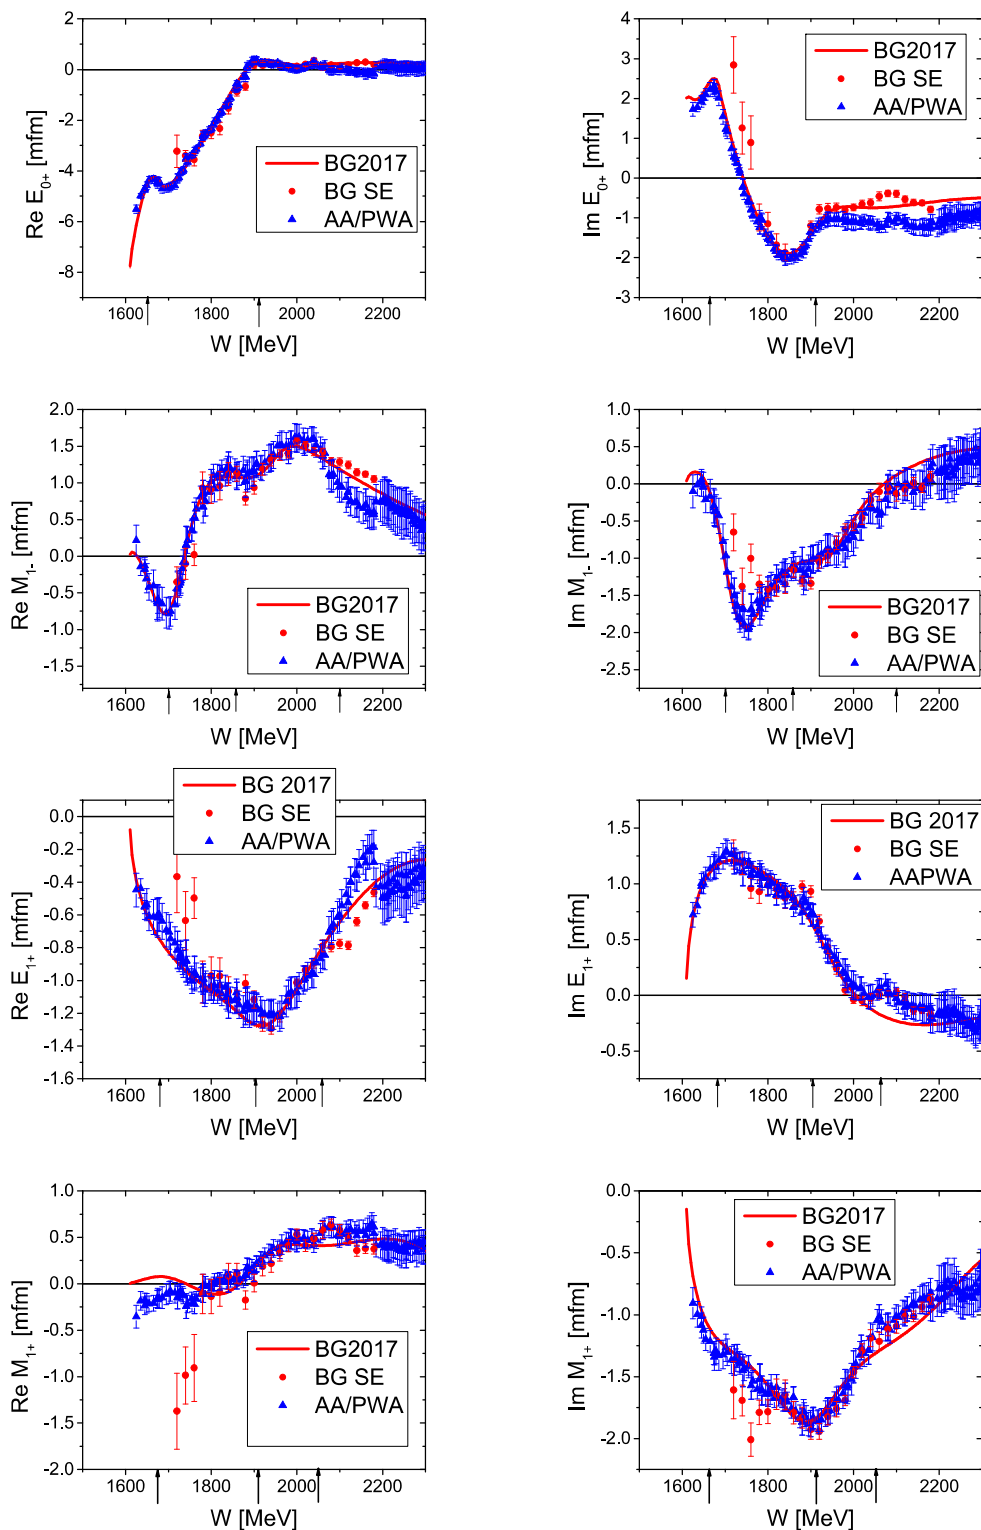 2
0
-2
-4
-6
-8
Re E0+ [mfm]
BG2017
BG SE
AA/PWA
1600 1800 2000 2200
W [MeV]
4
3
2
1
0
-1
-2
-3
Im E0+ [mfm]
BG2017
BG SE
AA/PWA
1600 1800 2000 2200
W [MeV]
2.0
1.5
1.0
0.5
0.0
-0.5
-1.0
-1.5
Re M1- [mfm]
BG2017
BG SE
AA/PWA
1600 1800 2000 2200
W [MeV]
1.0
0.5
0.0
-0.5
-1.0
-1.5
-2.0
-2.5
Im M1- [mfm]
BG2017
BG SE
AA/PWA
1600 1800 2000 2200
W [MeV]
BG 2017
BG SE
AA/PWA
0.0
-0.2
-0.4
-0.6
-0.8
-1.0
-1.2
-1.4
-1.6
Re E1+ [mfm]
1600 1800 2000 2200
W [MeV]
BG 2017
BG SE
AAPWA
1.5
1.0
0.5
0.0
-0.5
Im E1+ [mfm]
1600 1800 2000 2200
W [MeV]
1.0
0.5
0.0
-0.5
-1.0
-1.5
-2.0
Re M1+ [mfm]
BG2017
BG SE
AA/PWA
1600 1800 2000 2200
W [MeV]
0.0
-0.5
-1.0
-1.5
-2.0
Im M1+ [mfm]
BG2017
BG SE
AA/PWA
1600 1800 2000 2200
W [MeV]